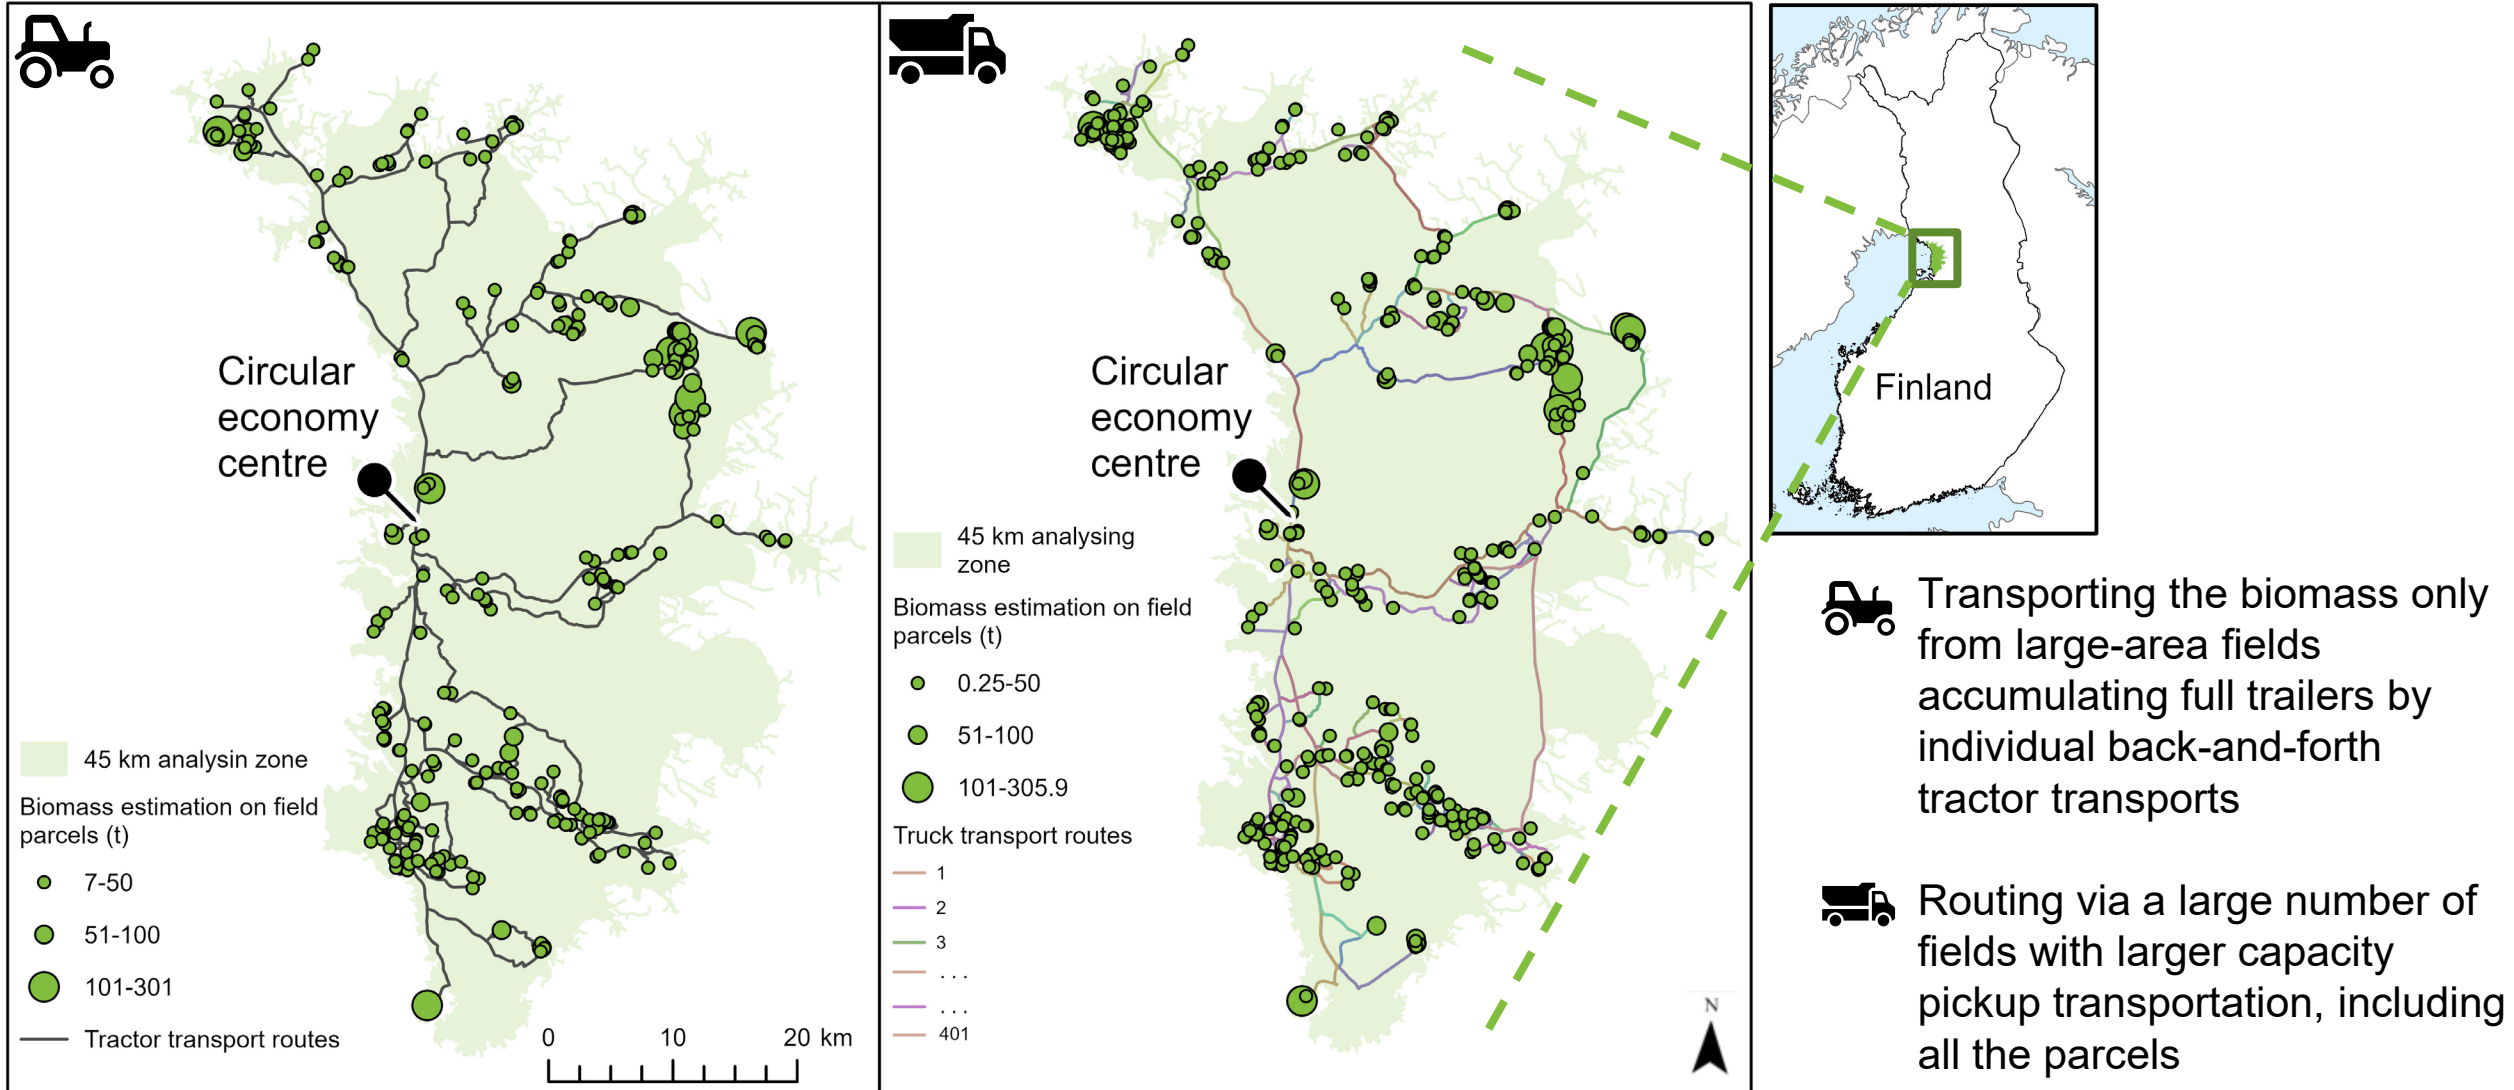 Circular
economy
centre
45 km analysin zone
Biomass estimation on field
parcels (t)
7-50
51-100
101-301
Tractor transport routes
0 10 20 km
Circular
economy
centre
45 km analysing
zone
Biomass estimation on field
parcels (t)
0.25-50
51-100
101-305.9
Truck transport routes
1
2
3
. . .
. . .
401
N
Finland
Transporting the biomass only
from large-area fields
accumulating full trailers by
individual back-and-forth
tractor transports
Routing via a large number of
fields with larger capacity
pickup transportation, including
all the parcels